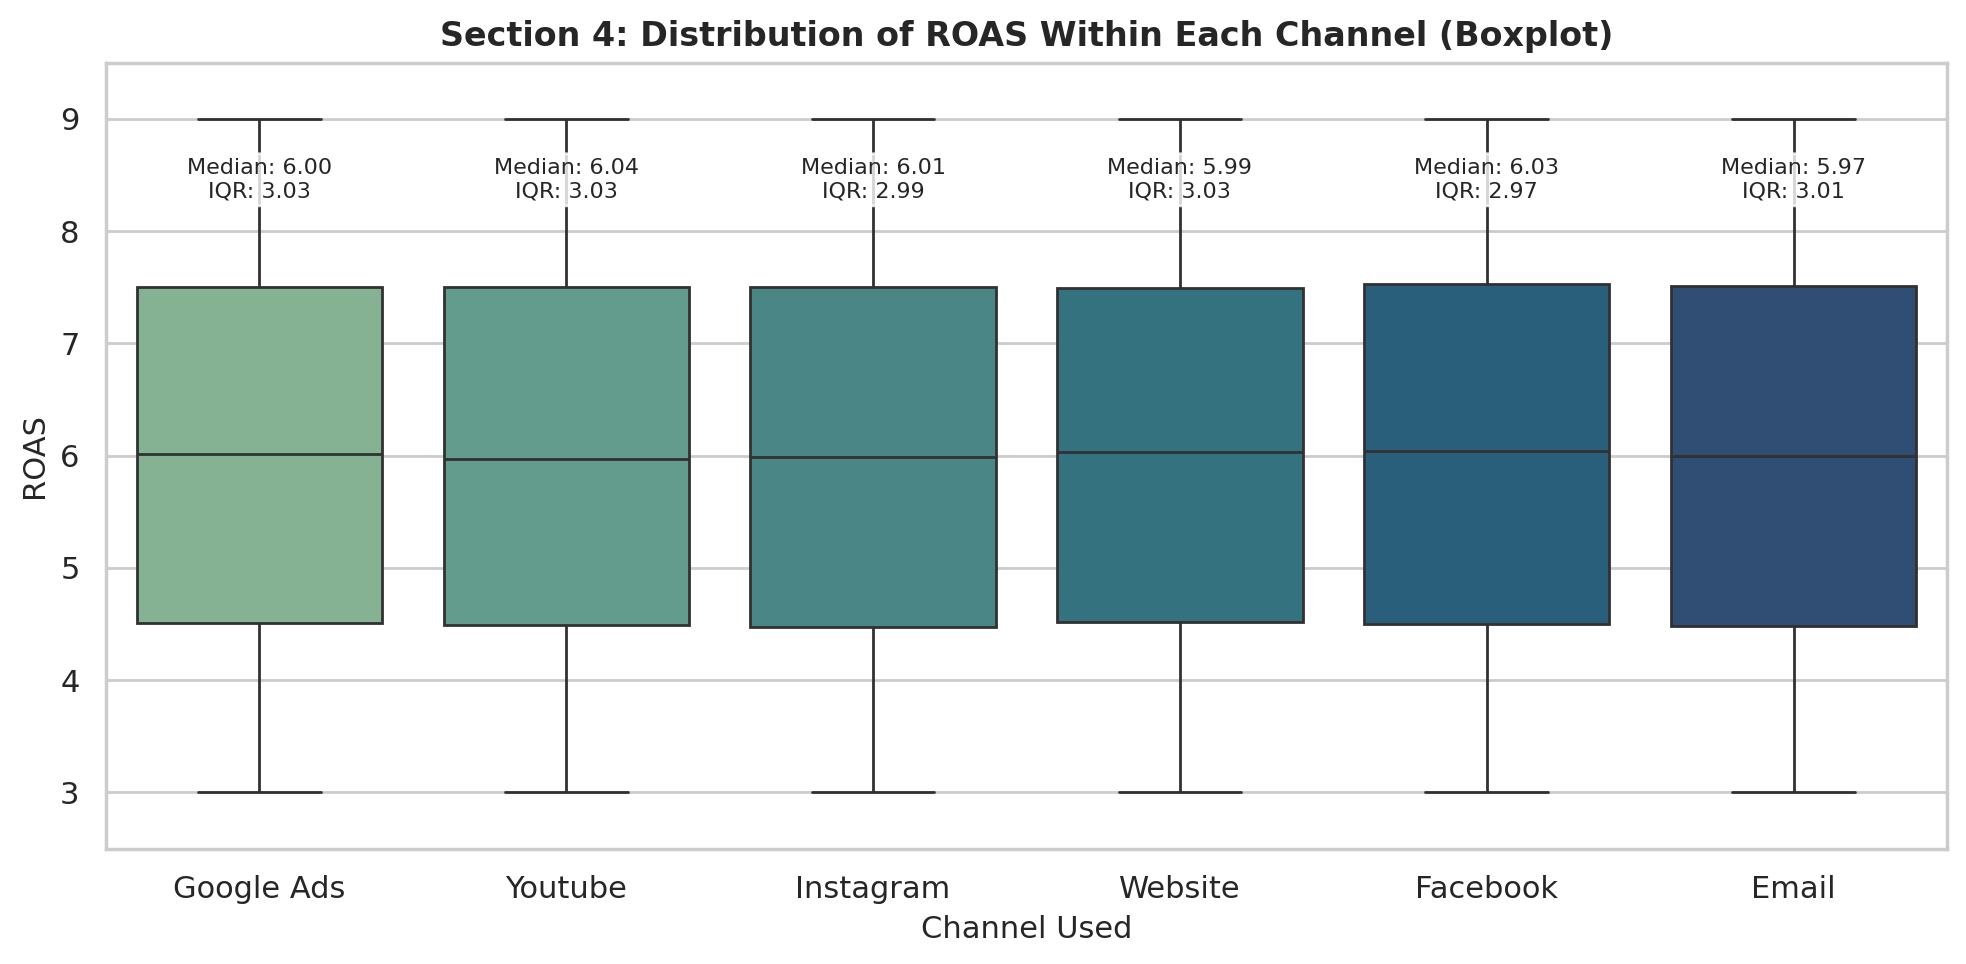 Section 4: Distribution of ROAS Within Each Channel (Boxplot)
9
8
7
6
5
4
3
ROAS
Median: 6.00
IQR: 3.03
Median: 6.04
IQR: 3.03
Median: 6.01
IQR: 2.99
Median: 5.99
IQR: 3.03
Median: 6.03
IQR: 2.97
Median: 5.97
IQR: 3.01
Google Ads
Youtube
Instagram
Website
Facebook
Email
Channel Used